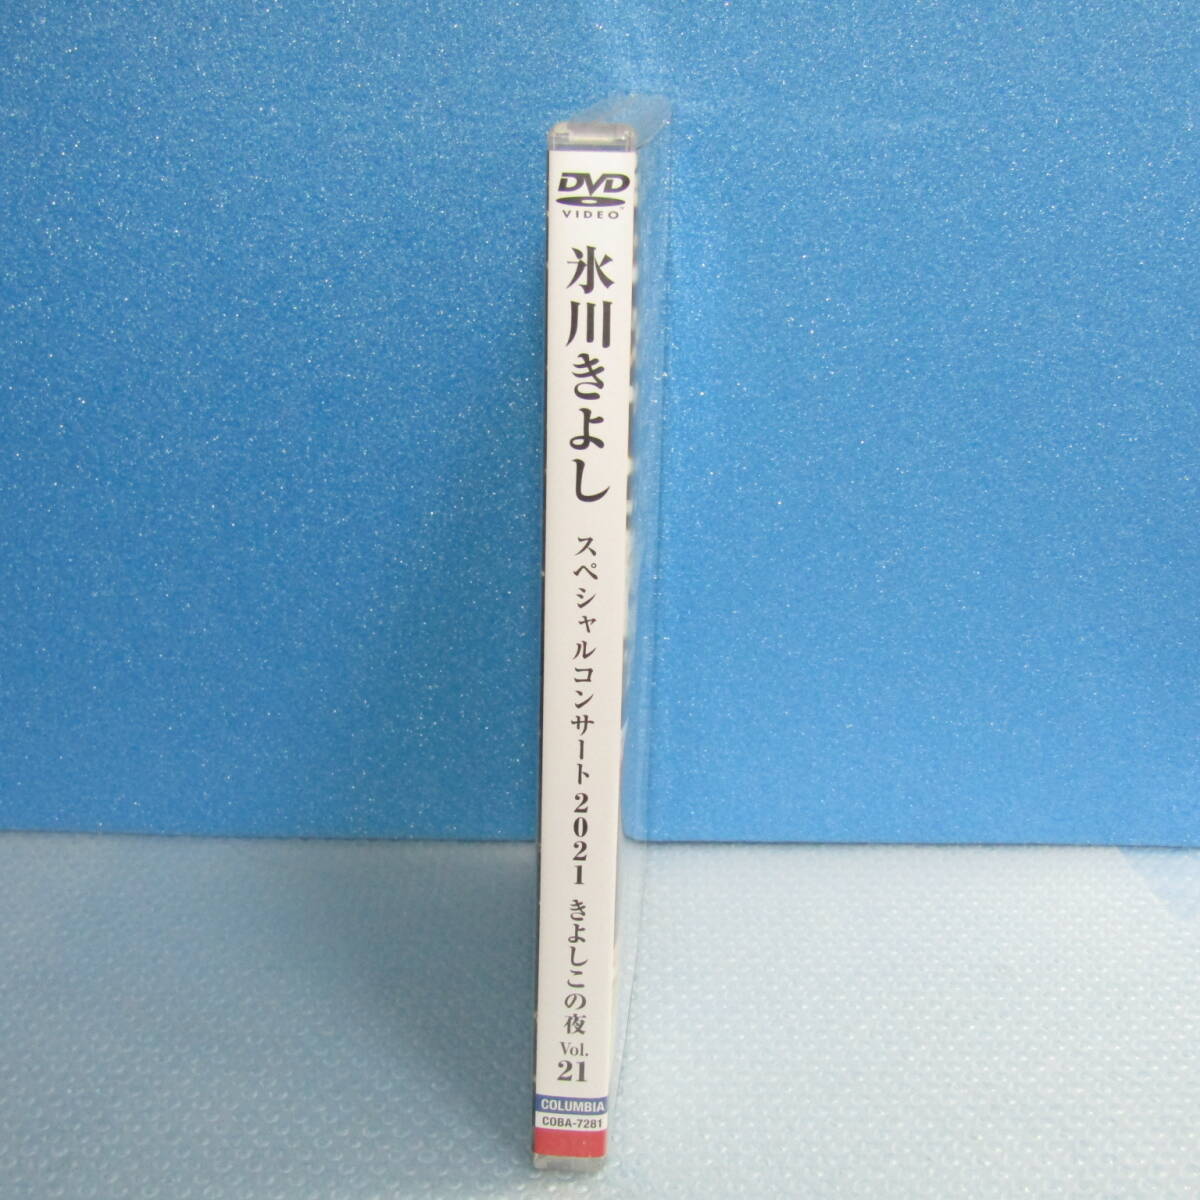 DVD
VIDEO
氷川きよし
スペシャルコンサート2021 きよしこの夜 Vol. 21
COLUMBIA
COBA-7281